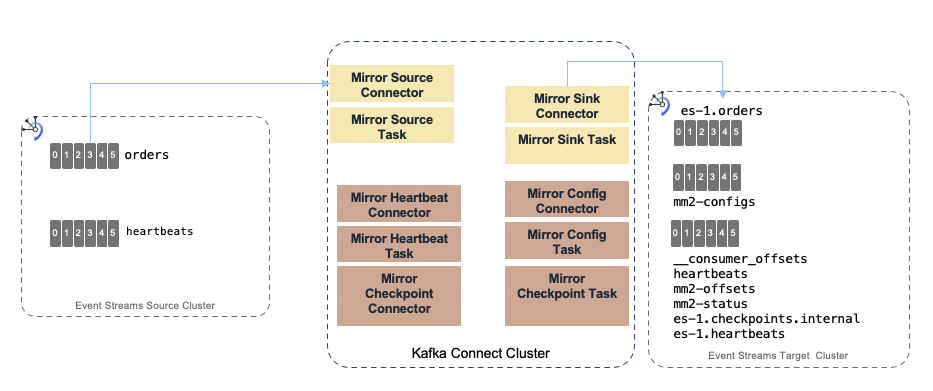 Mirror Source
Connector
Mirror Source
Task
Mirror Sink
Connector
Mirror Sink Task
Mirror Heartbeat
Connector
Mirror Heartbeat
Task
Mirror
Checkpoint
Connector
Mirror Config
Connector
Mirror Config
Task
Mirror
Checkpoint Task
Kafka Connect Cluster
0 1 2 3 4 5 orders
0 1 2 3 4 5 heartbeats
Event Streams Source Cluster
es-1.orders
0 1 2 3 4 5
0 1 2 3 4 5
mm2-configs
0 1 2 3 4 5
__consumer_offsets
heartbeats
mm2-offsets
mm2-status
es-1.checkpoints.internal
es-1.heartbeats
Event Streams Target Cluster